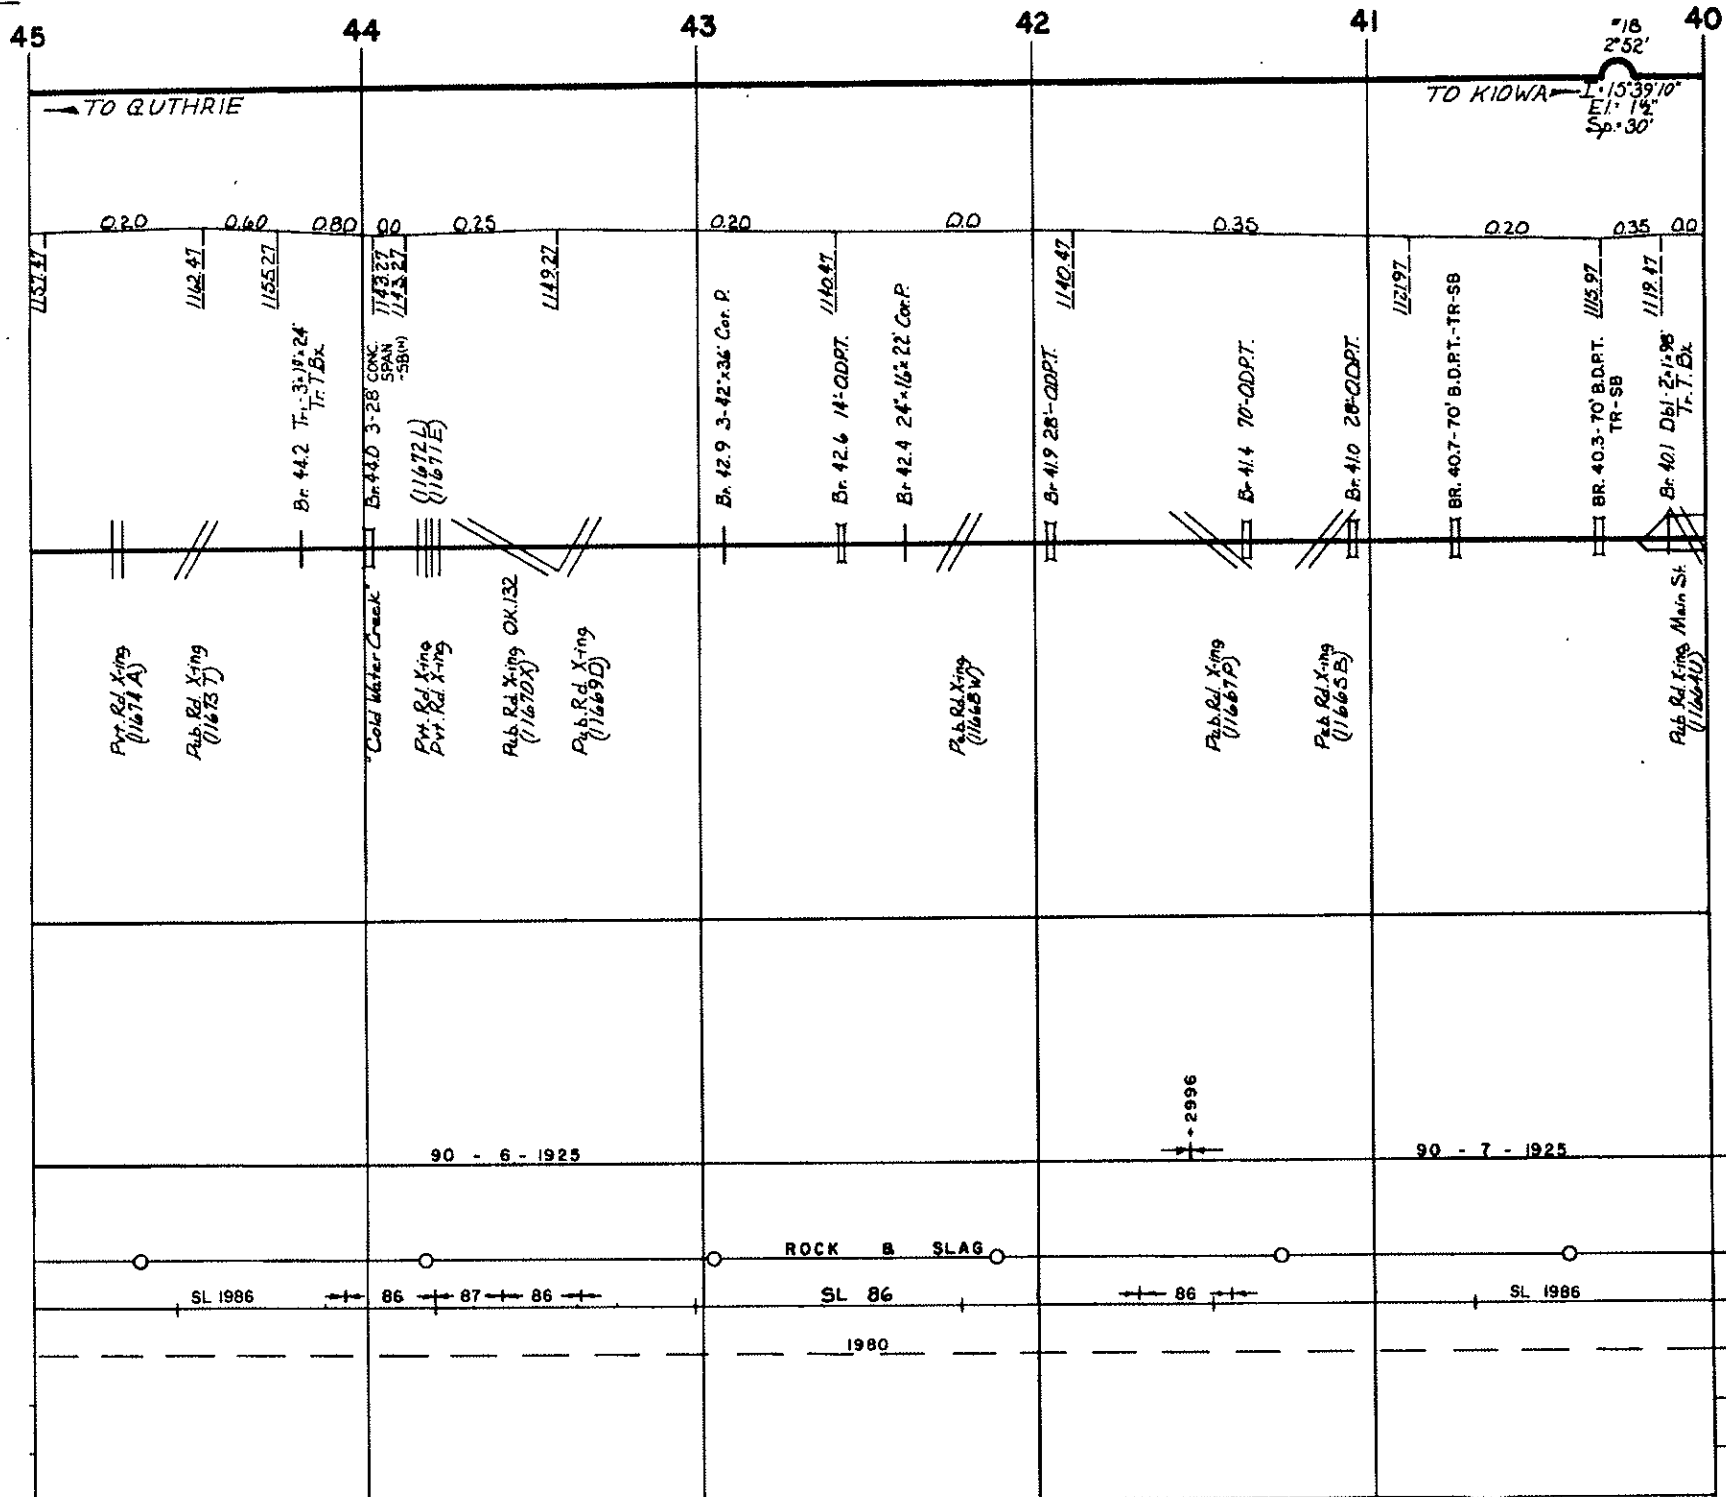 45 44 43 42 41 40
#18
2°52'
TO GUTHRIE
TO KIOWA
I=15°39'10"
El= 1½"
Sp.=30'
0.20 0.60 0.80 0.0 0.25 0.20 0.0 0.35 0.20 0.35 0.0
1157.47
1162.47
1155.27
1143.27
1143.27
1149.27
1140.47
1140.47
1121.97
1115.97
1119.47
Br. 44.2 Tr.
Tr. T. Bx.
Br. 44.0 3-28' CONC.
SPAN
-SB(H)
(11672L)
(11671E)
Br. 42.9 3-42"x36' Cor. P.
Br. 42.6 14'-ODPT.
Br. 42.4 24"x16"x22' Cor. P.
Br. 41.9 28'-ODPT.
Br. 41.4 70'-ODPT.
Br. 41.0 28'-ODPT.
BR. 40.7-70' B.D.P.T.-TR-SB
BR. 40.3-70' B.D.P.T.
TR-SB
Br. 40.1 Dbl.
Tr. T. Bx.
Pvt. Rd. X-ing
(11674A)
Pub. Rd. X-ing
(11673T)
"Cold Water Creek"
Pvt. Rd. X-ing
Pvt. Rd. X-ing
Pub. Rd. X-ing OK.132
(11670X)
Pub. Rd. X-ing
(11669D)
Pub. Rd. X-ing
(11668W)
Pub. Rd. X-ing
(11667P)
Pub. Rd. X-ing
(11665B)
Pub. Rd. X-ing Main St.
(11664U)
+2996
90 - 6 - 1925
90 - 7 - 1925
ROCK & SLAG
SL 1986 86 87 86 SL 86 86 SL 1986
1980